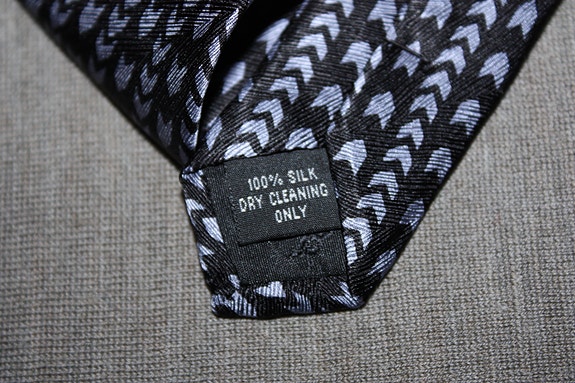 100% SILK
DRY CLEANING
ONLY